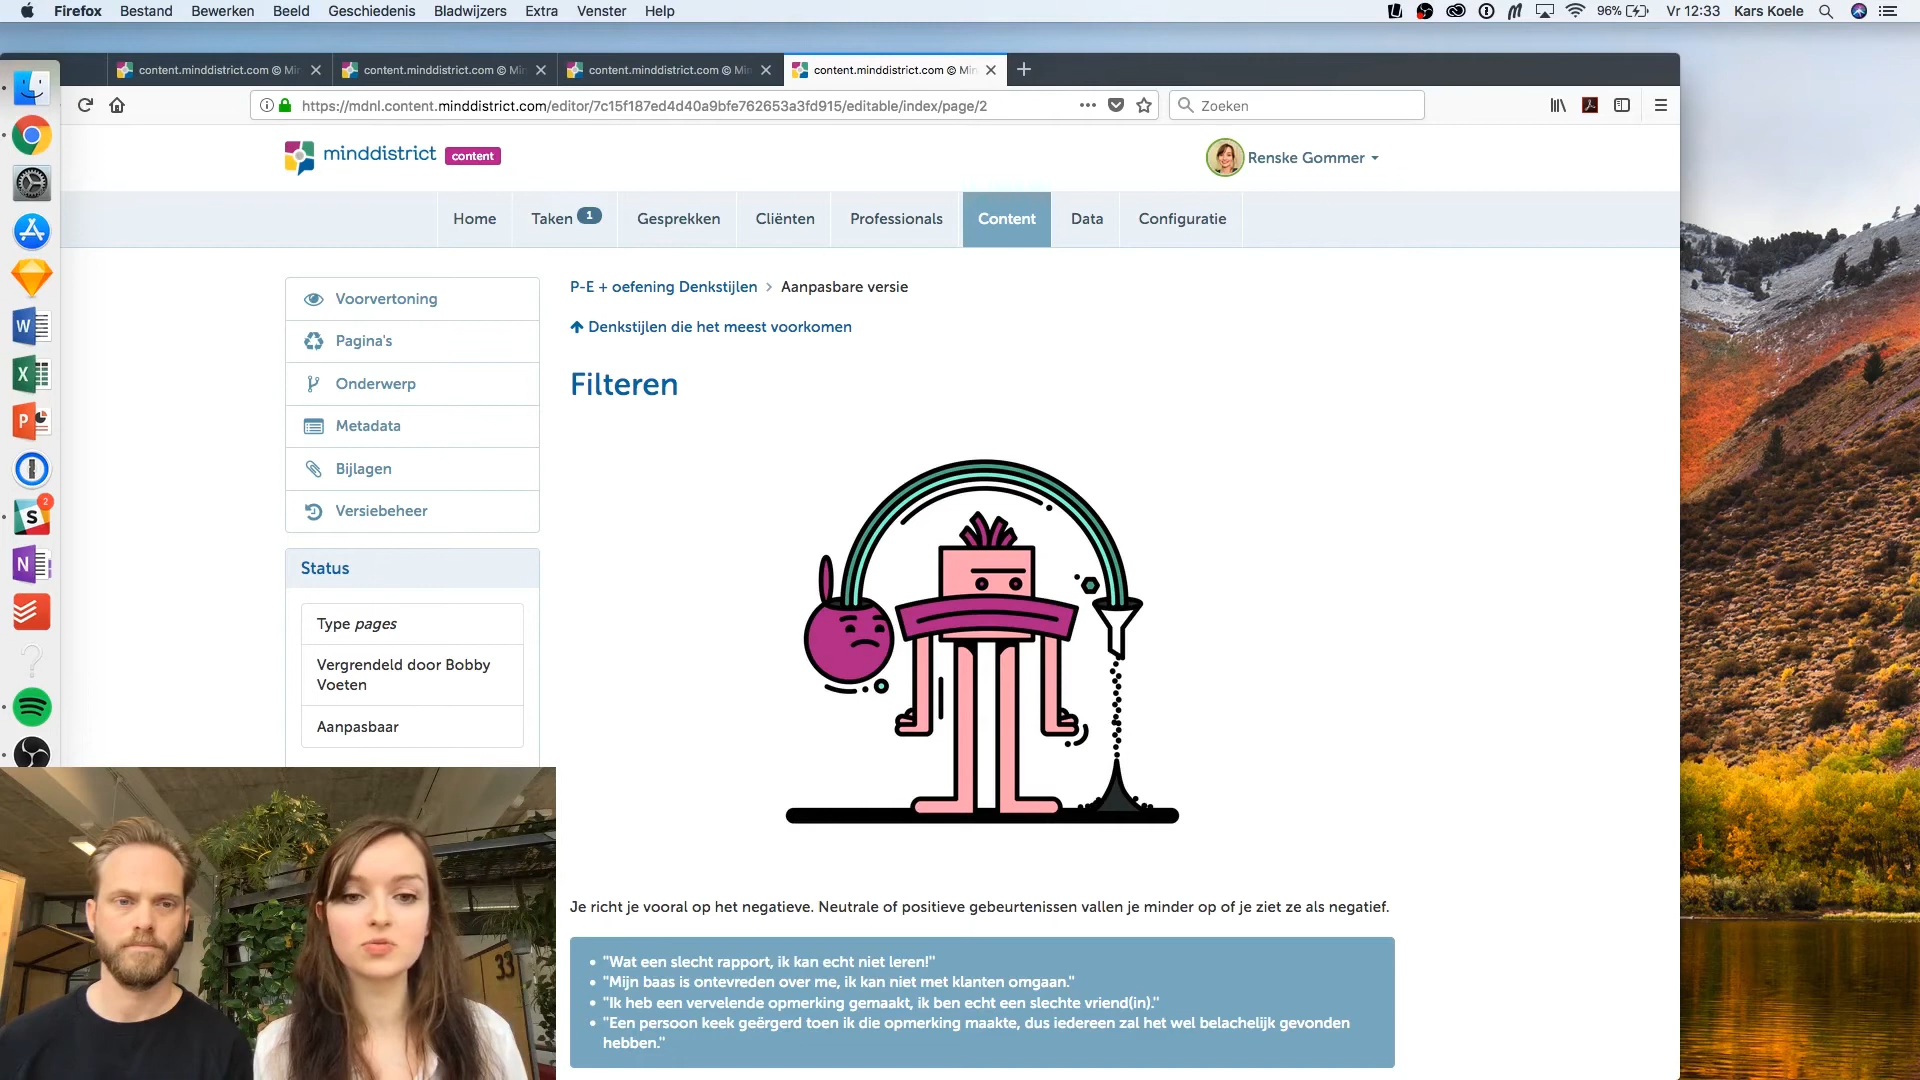 Firefox Bestand Bewerken Beeld Geschiedenis Bladwijzers Extra Venster Help 96% Vr 12:33 Kars Koele
content.minddistrict.com © Min content.minddistrict.com © Min content.minddistrict.com © Min content.minddistrict.com © Min
https://mdnl.content.minddistrict.com/editor/7c15f187ed4d40a9bfe762653a3fd915/editable/index/page/2 Zoeken
minddistrict content Renske Gommer
Home Taken 1 Gesprekken Cliënten Professionals Content Data Configuratie
Voorvertoning
Pagina's
Onderwerp
Metadata
Bijlagen
Versiebeheer
Status
Type pages
Vergrendeld door Bobby
Voeten
Aanpasbaar
P-E + oefening Denkstijlen > Aanpasbare versie
Denkstijlen die het meest voorkomen
Filteren
Je richt je vooral op het negatieve. Neutrale of positieve gebeurtenissen vallen je minder op of je ziet ze als negatief.
• "Wat een slecht rapport, ik kan echt niet leren!"
• "Mijn baas is ontevreden over me, ik kan niet met klanten omgaan."
• "Ik heb een vervelende opmerking gemaakt, ik ben echt een slechte vriend(in)."
• "Een persoon keek geërgerd toen ik die opmerking maakte, dus iedereen zal het wel belachelijk gevonden
hebben."
W
X
P
2
S
N
33